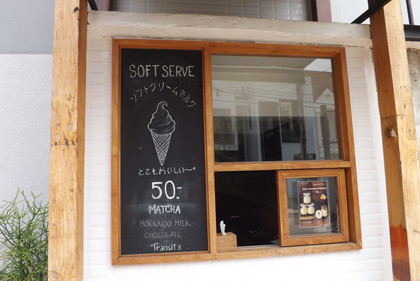 SOFT SERVE
ソフトクリームミルク
とてもおいしい〜
50.-
MATCHA
HOKKAIDO MILK
CHOCOLATE
Transit 8